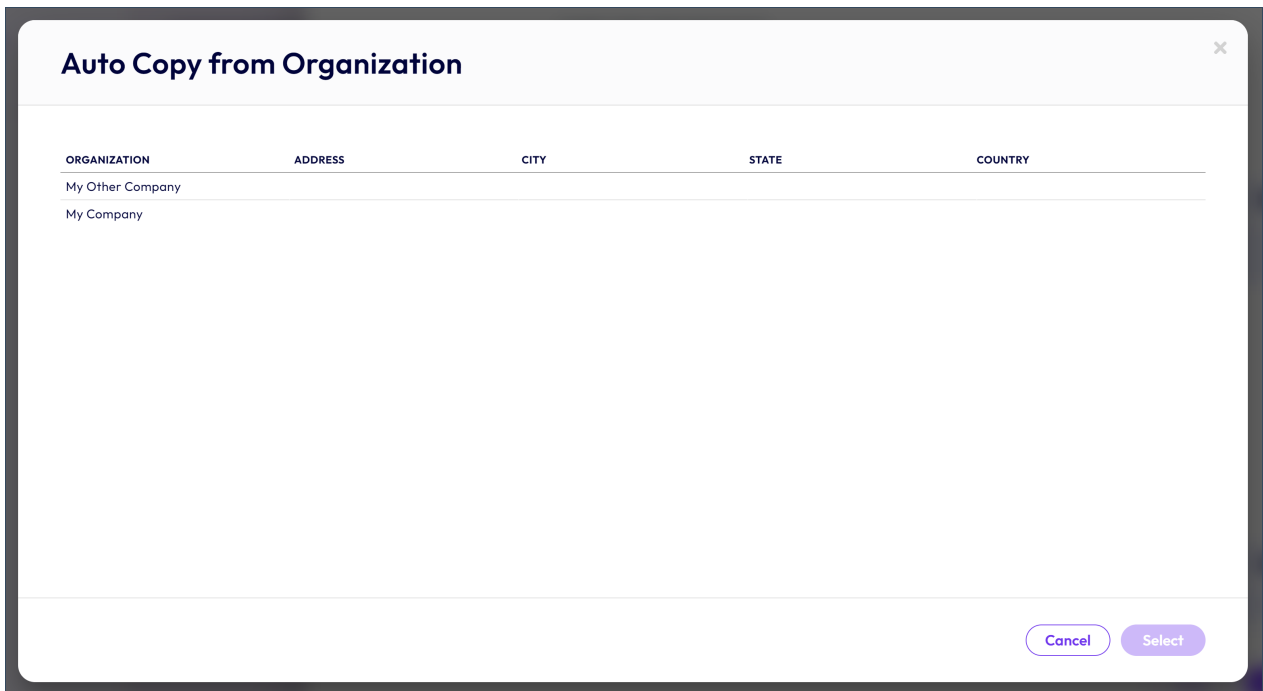 Auto Copy from Organization
ORGANIZATION ADDRESS CITY STATE COUNTRY
My Other Company
My Company
Cancel Select